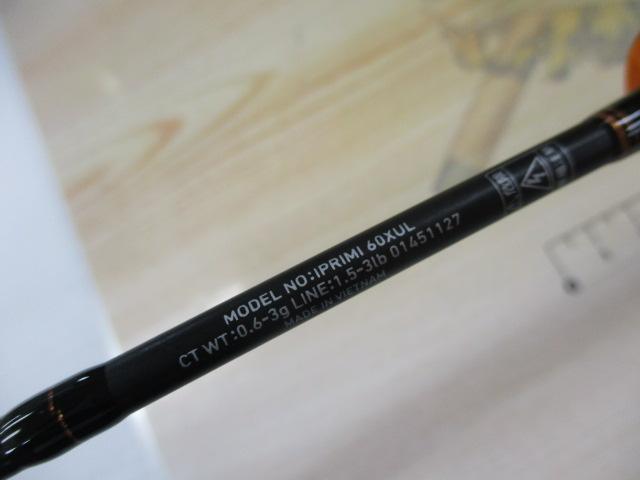 MODEL NO:IPRIMI 60XUL
CT WT:0.6-3g LINE:1.5-3lb 01451127
MADE IN VIETNAM